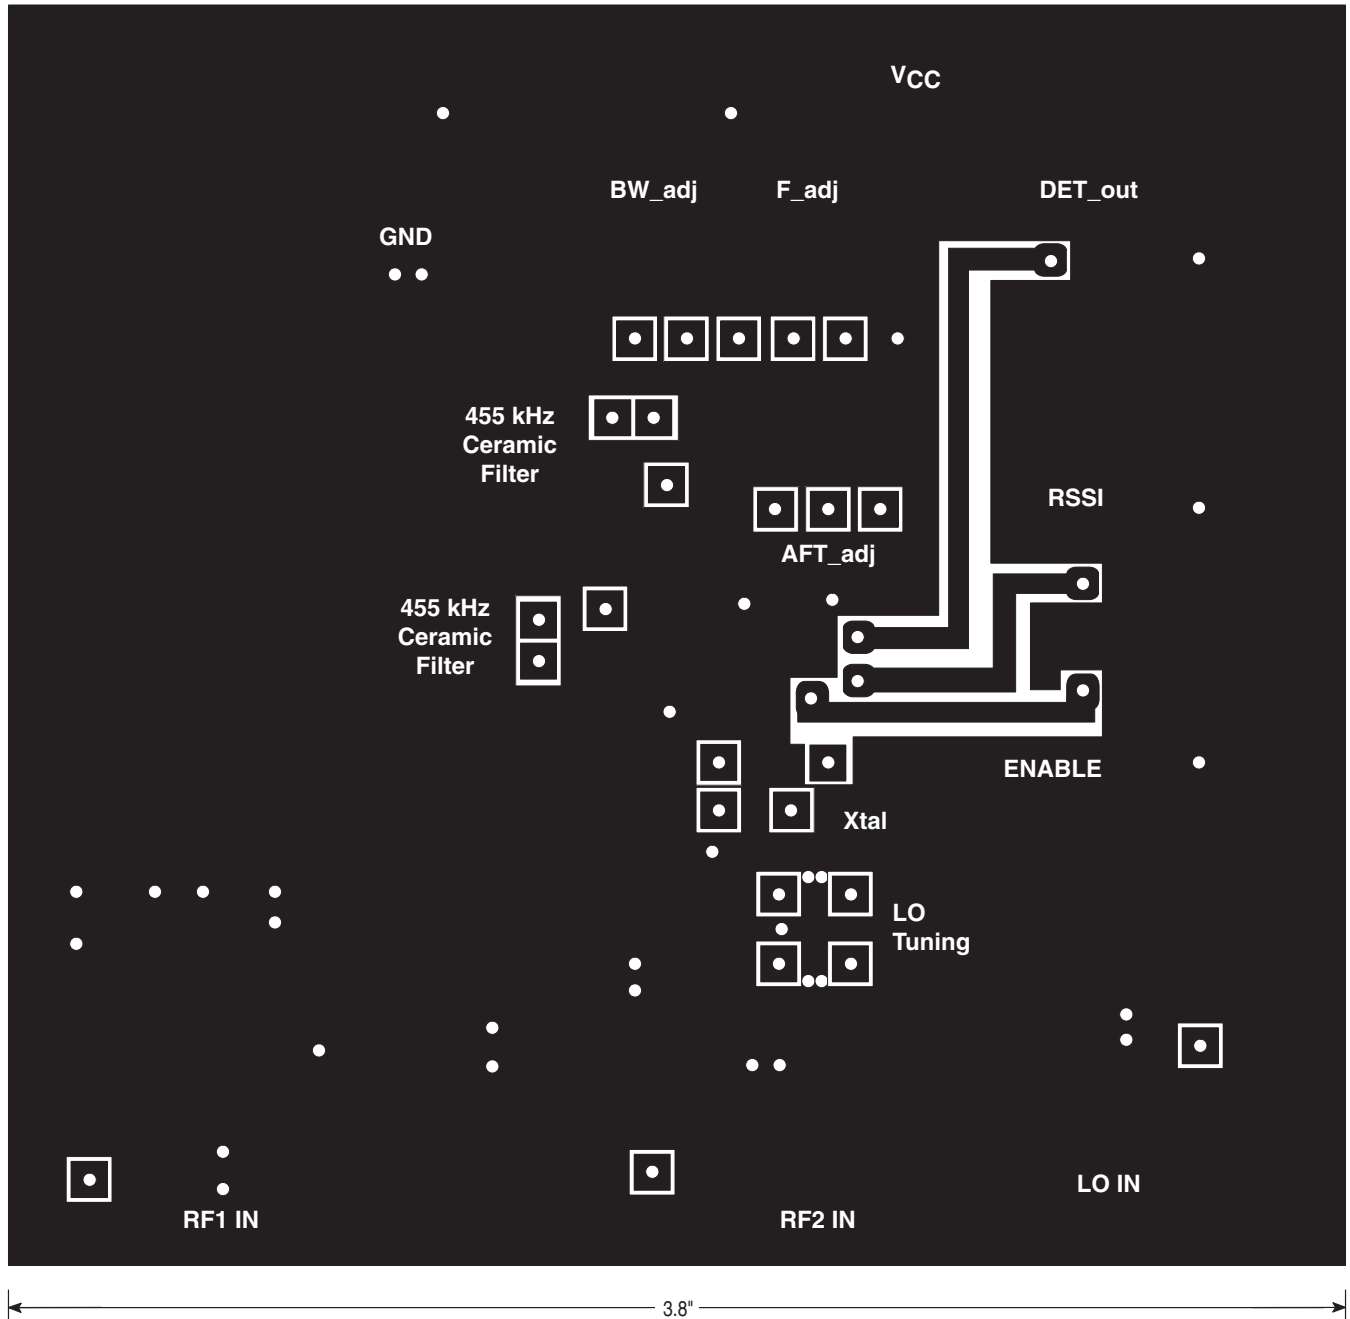 VCC
BW_adj
F_adj
DET_out
GND
455 kHz
Ceramic
Filter
RSSI
AFT_adj
455 kHz
Ceramic
Filter
ENABLE
Xtal
LO
Tuning
LO IN
RF1 IN
RF2 IN
3.8"